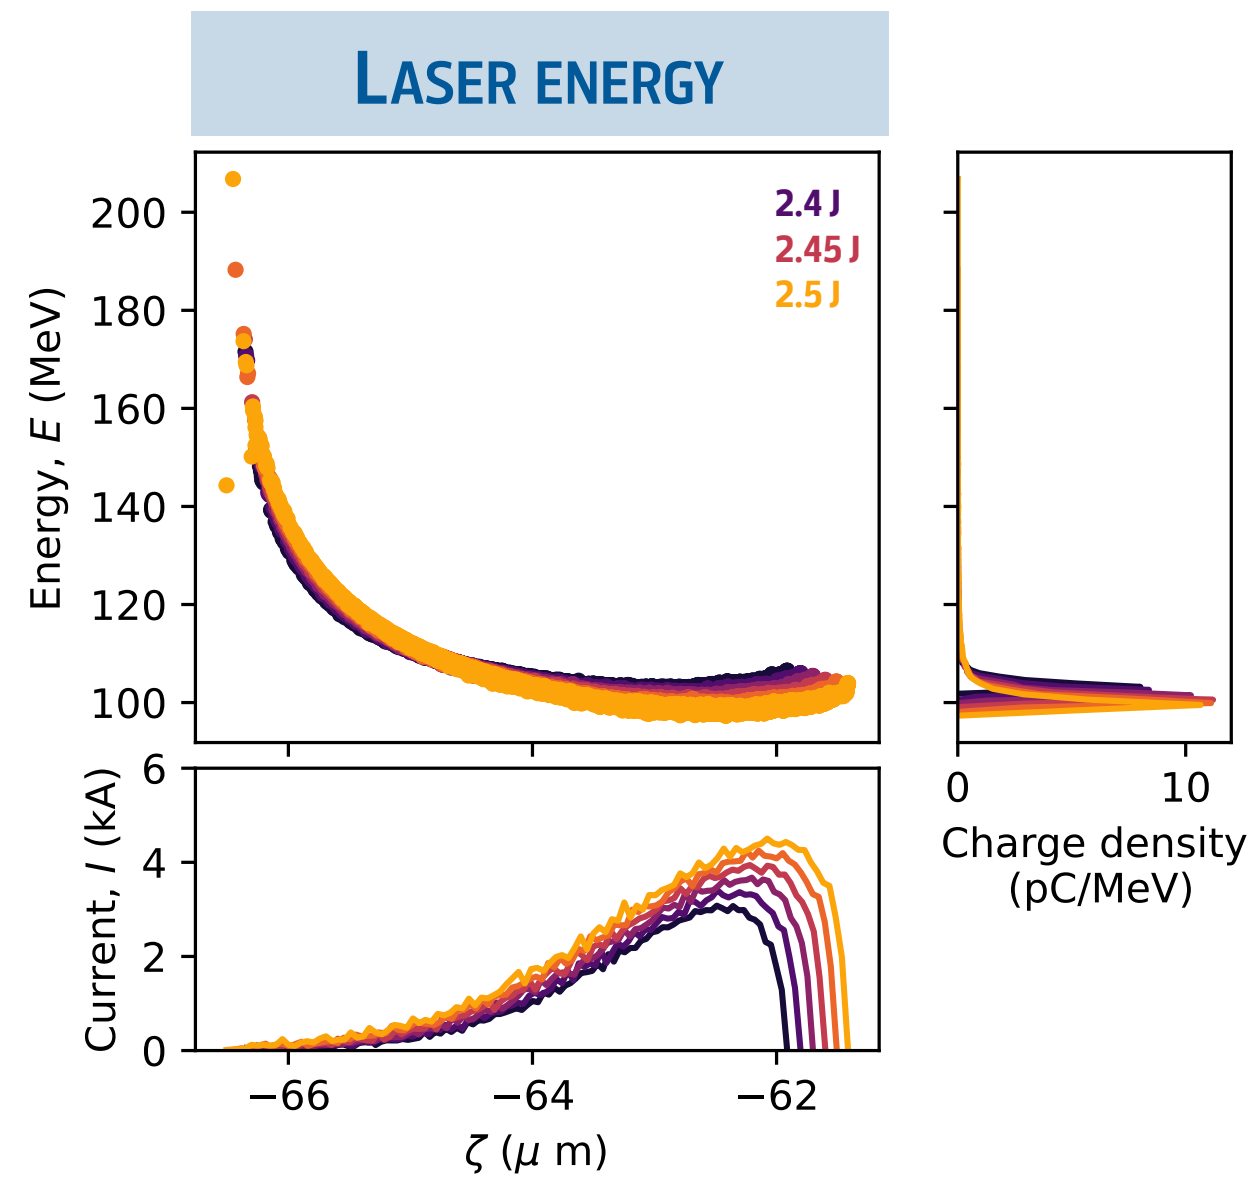 LASER ENERGY
2.4 J
2.45 J
2.5 J
Energy, E (MeV)
200
180
160
140
120
100
Current, I (kA)
6
4
2
0
−66
−64
−62
ζ (μ m)
0
10
Charge density
(pC/MeV)